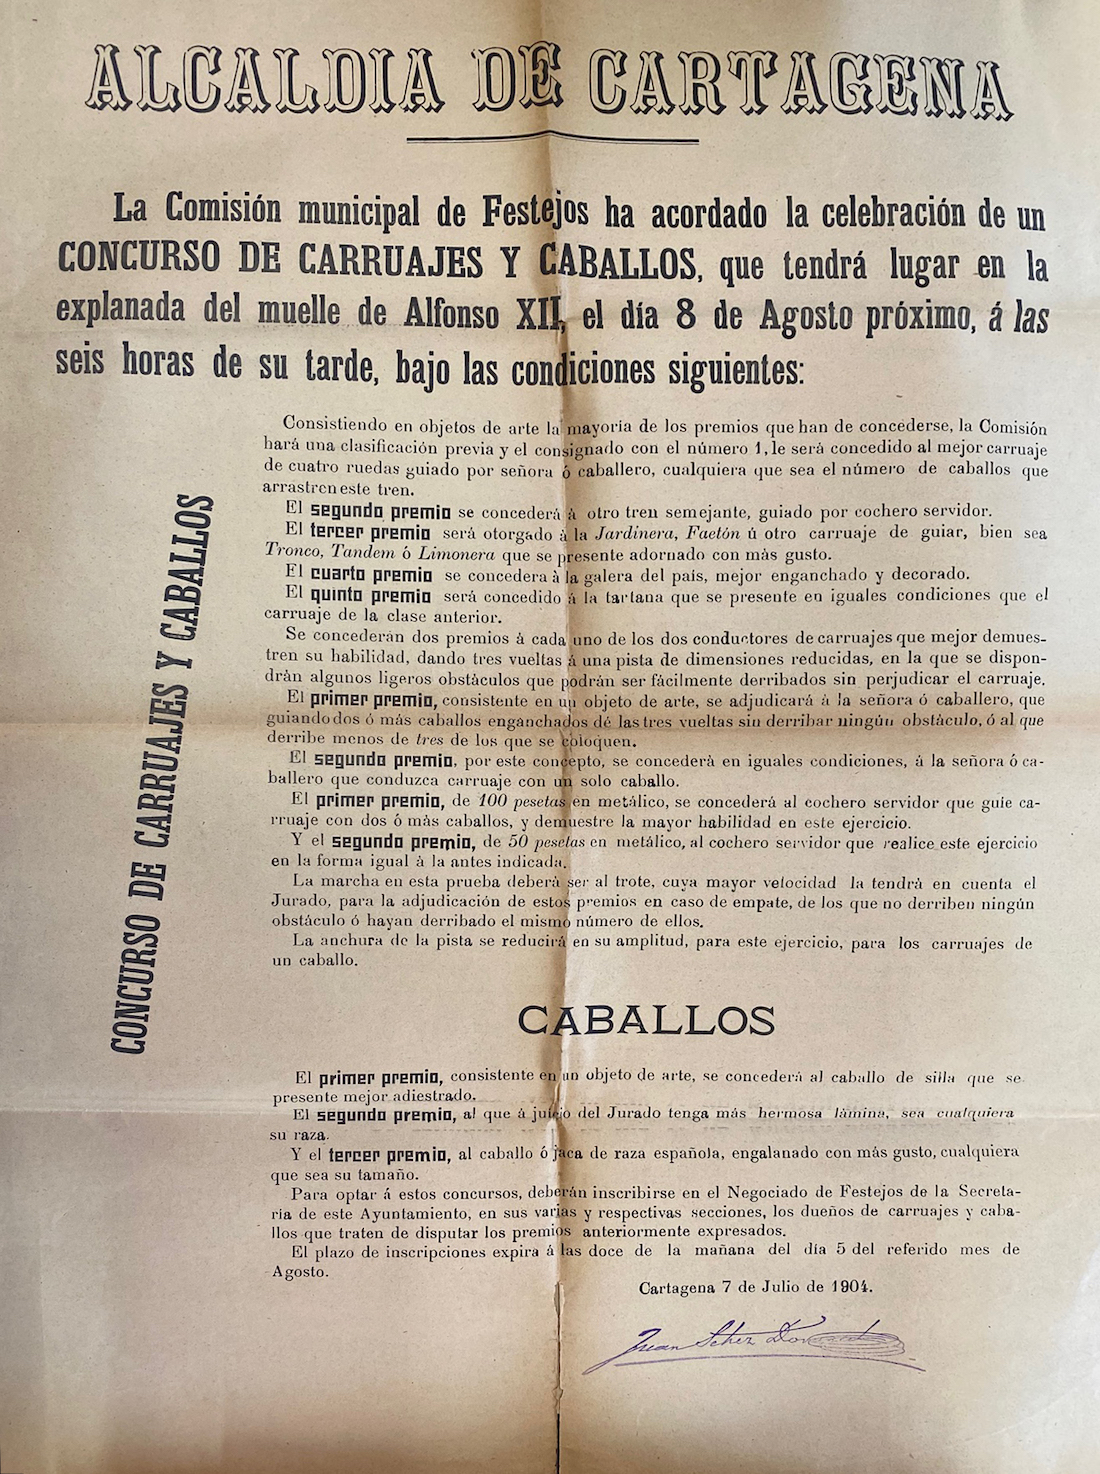 ALCALDIA DE CARTAGENA
La Comisión municipal de Festejos ha acordado la celebración de un
CONCURSO DE CARRUAJES Y CABALLOS, que tendrá lugar en la
explanada del muelle de Alfonso XII, el día 8 de Agosto próximo, á las
seis horas de su tarde, bajo las condiciones siguientes:
CONCURSO DE CARRUAJES Y CABALLOS
Consistiendo en objetos de arte la mayoría de los premios que han de concederse, la Comisión
hará una clasificación previa y el consignado con el número 1, le será concedido al mejor carruaje
de cuatro ruedas guiado por señora ó caballero, cualquiera que sea el número de caballos que
arrastren este tren.
El segundo premio se concederá á otro tren semejante, guiado por cochero servidor.
El tercer premio será otorgado á la Jardinera, Faetón ú otro carruaje de guiar, bien sea
Tronco, Tandem ó Limonera que se presente adornado con más gusto.
El cuarto premio se concedera à la galera del país, mejor enganchado y decorado.
El quinto premio será concedido á la tartana que se presente en iguales condiciones que el
carruaje de la clase anterior.
Se concederán dos premios á cada uno de los dos conductores de carruajes que mejor demues-
tren su habilidad, dando tres vueltas á una pista de dimensiones reducidas, en la que se dispon-
drán algunos ligeros obstáculos que podrán ser fácilmente derribados sin perjudicar el carruaje.
El primer premio, consistente en un objeto de arte, se adjudicará á la señora ó caballero, que
guiando dos ó más caballos enganchados dé las tres vueltas sin derribar ningún obstáculo, ó al que
derribe menos de tres de los que se coloquen.
El segundo premio, por este concepto, se concederá en iguales condiciones, á la señora ó ca-
ballero que conduzca carruaje con un solo caballo.
El primer premio, de 100 pesetas en metálico, se concederá al cochero servidor que guíe ca-
rruaje con dos ó más caballos, y demuestre la mayor habilidad en este ejercicio.
Y el segundo premio, de 50 pesetas en metálico, al cochero servidor que realice este ejercicio
en la forma igual á la antes indicada.
La marcha en esta prueba deberá ser al trote, cuya mayor velocidad la tendrá en cuenta el
Jurado, para la adjudicación de estos premios en caso de empate, de los que no derriben ningún
obstáculo ó hayan derribado el mismo número de ellos.
La anchura de la pista se reducirá en su amplitud, para este ejercicio, para los carruajes de
un caballo.
CABALLOS
El primer premio, consistente en un objeto de arte, se concederá al caballo de silla que se
presente mejor adiestrado.
El segundo premio, al que á juicio del Jurado tenga más hermosa lámina, sea cualquiera
su raza.
Y el tercer premio, al caballo ó jaca de raza española, engalanado con más gusto, cualquiera
que sea su tamaño.
Para optar á estos concursos, deberán inscribirse en el Negociado de Festejos de la Secreta-
ría de este Ayuntamiento, en sus varias y respectivas secciones, los dueños de carruajes y caba-
llos que traten de disputar los premios anteriormente expresados.
El plazo de inscripciones expira á las doce de la mañana del día 5 del referido mes de
Agosto.
Cartagena 7 de Julio de 1904.
Juan Schez